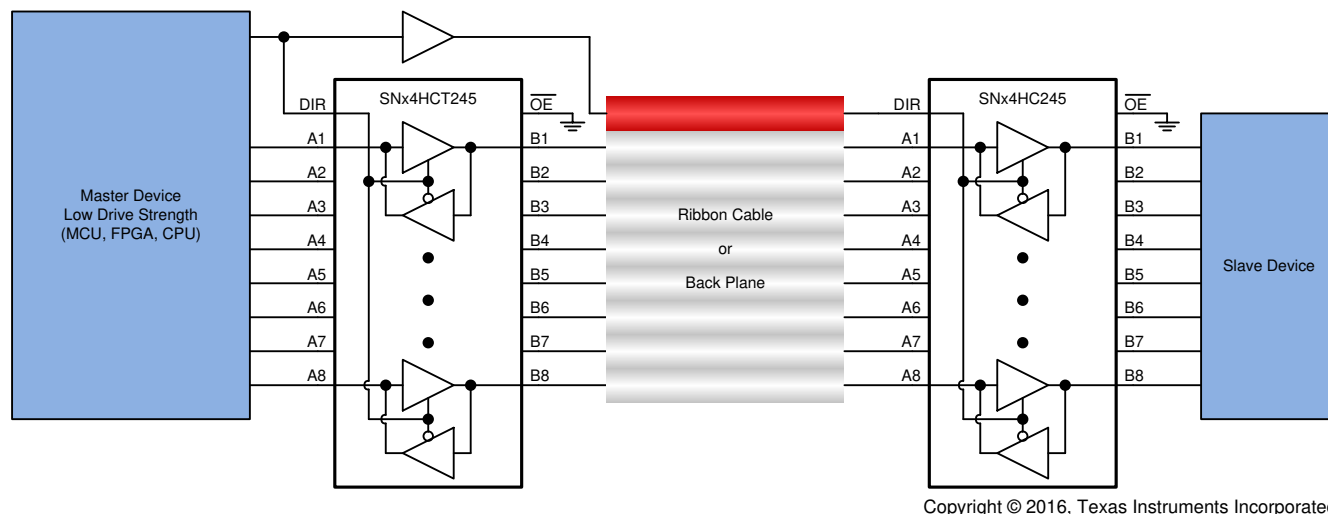 SNx4HCT245
SNx4HC245
DIR
OE
DIR
OE
A1
B1
A1
B1
A2
B2
A2
B2
Master Device
Low Drive Strength
(MCU, FPGA, CPU)
A3
B3
Ribbon Cable
or
Back Plane
A3
B3
A4
B4
A4
B4
A5
B5
A5
B5
Slave Device
A6
B6
A6
B6
A7
B7
A7
B7
A8
B8
A8
B8
Copyright © 2016, Texas Instruments Incorporated